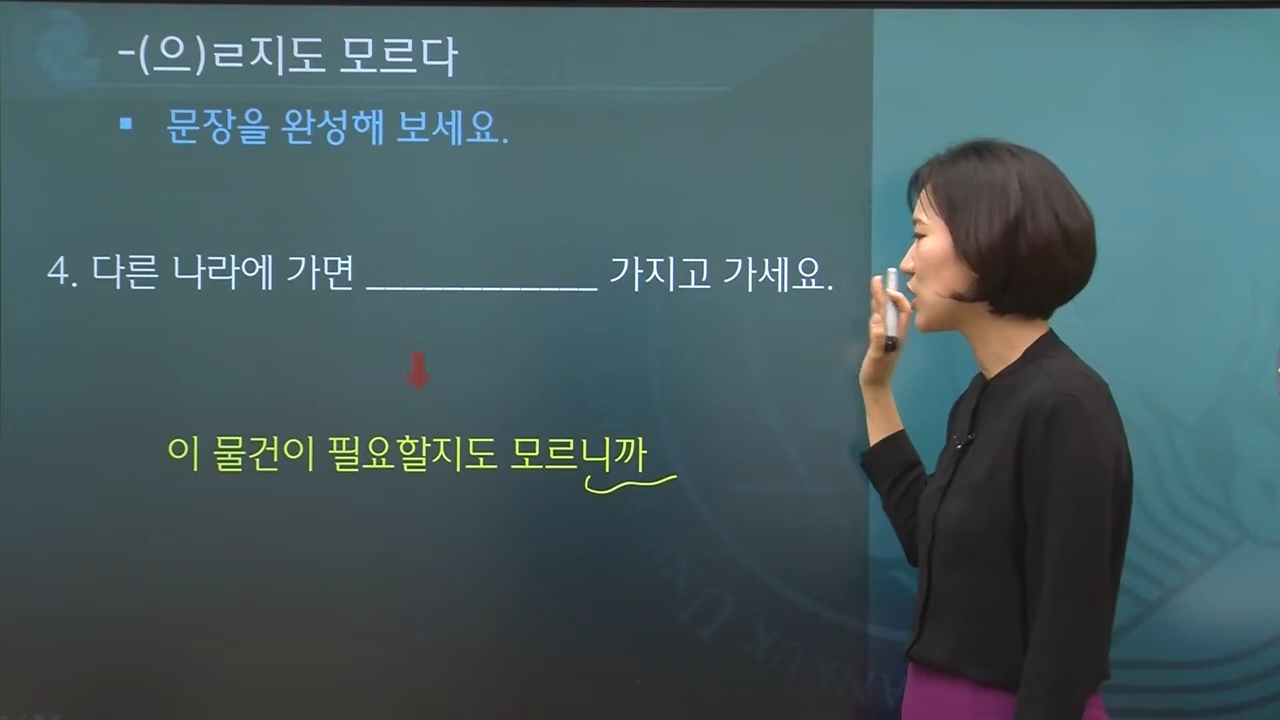 -(으)ㄹ지도 모르다
▪ 문장을 완성해 보세요.
4. 다른 나라에 가면 ____________ 가지고 가세요.
이 물건이 필요할지도 모르니까